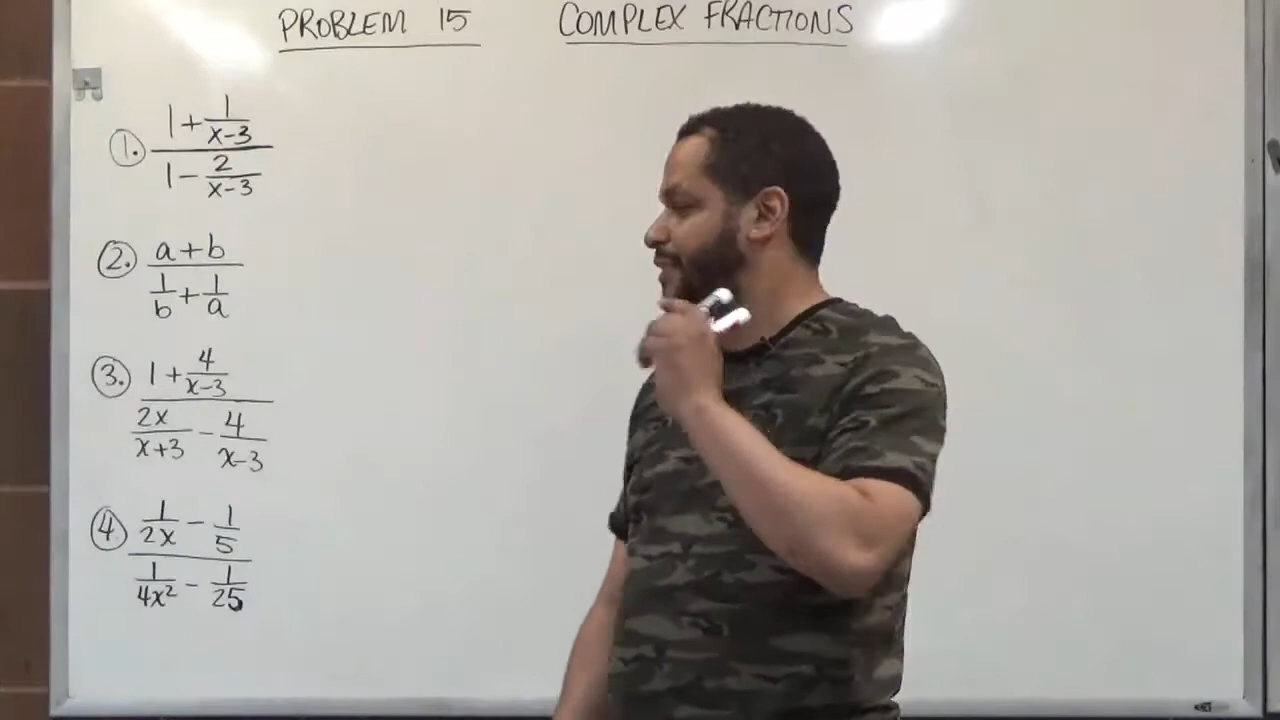 PROBLEM 15 COMPLEX FRACTIONS
1. 1+ 1
x-3
1- 2
x-3
2. a+b
1 + 1
b a
3. 1+ 4
x-3
2x - 4
x+3 x-3
4. 1 - 1
2x 5
1 - 1
4x² 25